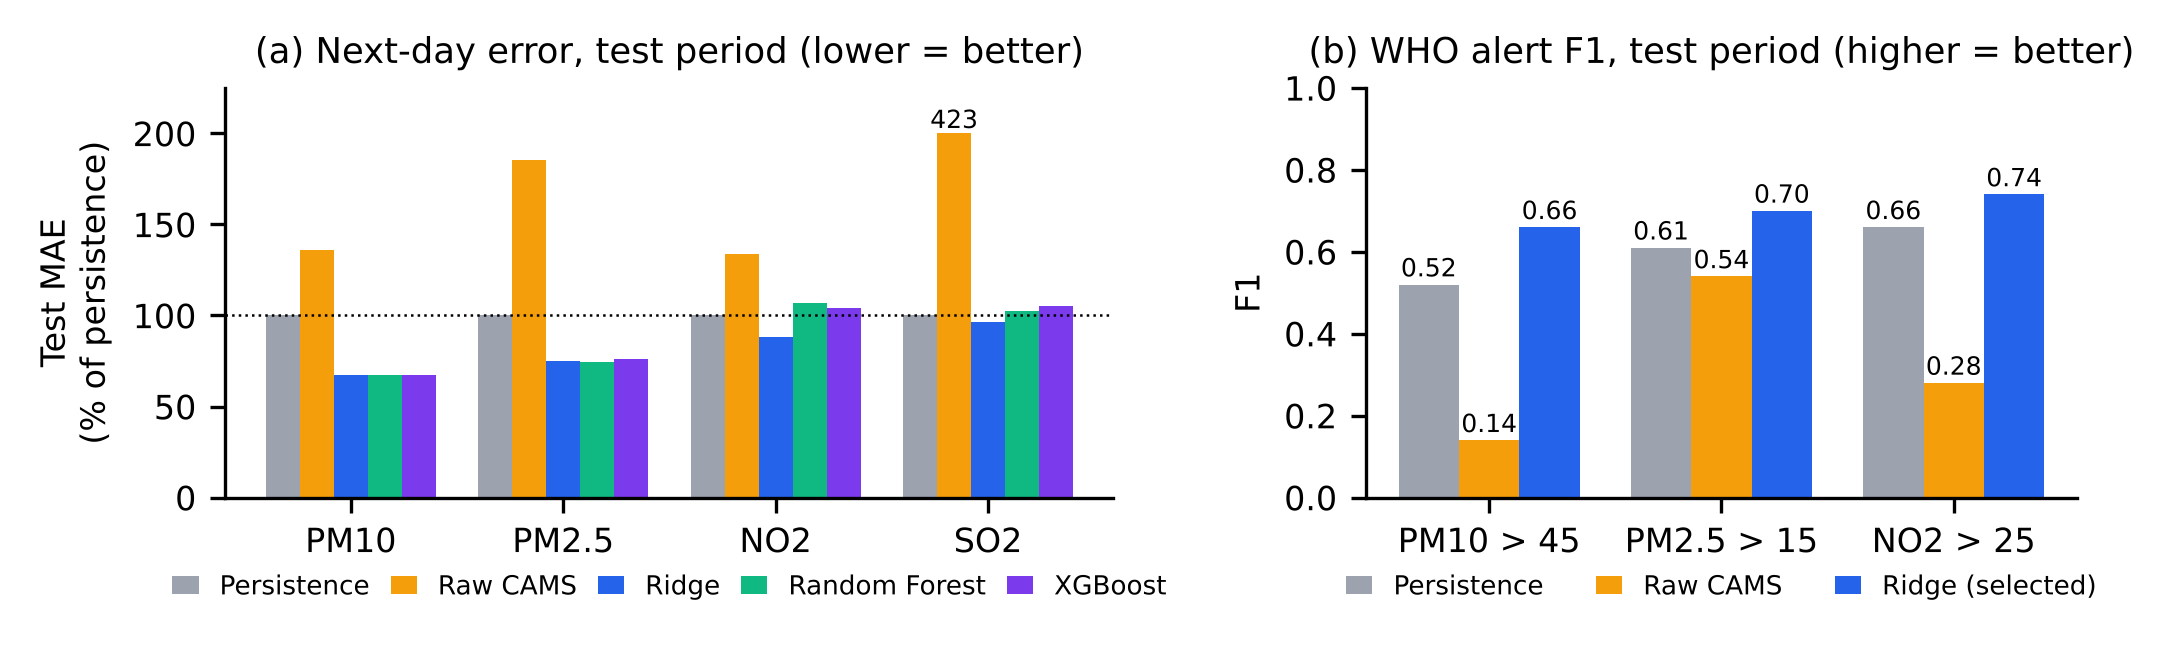 (a) Next-day error, test period (lower = better)
Test MAE
(% of persistence)
200
150
100
50
0
423
PM10 PM2.5 NO2 SO2
Persistence Raw CAMS Ridge Random Forest XGBoost
(b) WHO alert F1, test period (higher = better)
F1
1.0
0.8
0.6
0.4
0.2
0.0
0.52 0.14 0.66 0.61 0.54 0.70 0.66 0.28 0.74
PM10 > 45 PM2.5 > 15 NO2 > 25
Persistence Raw CAMS Ridge (selected)